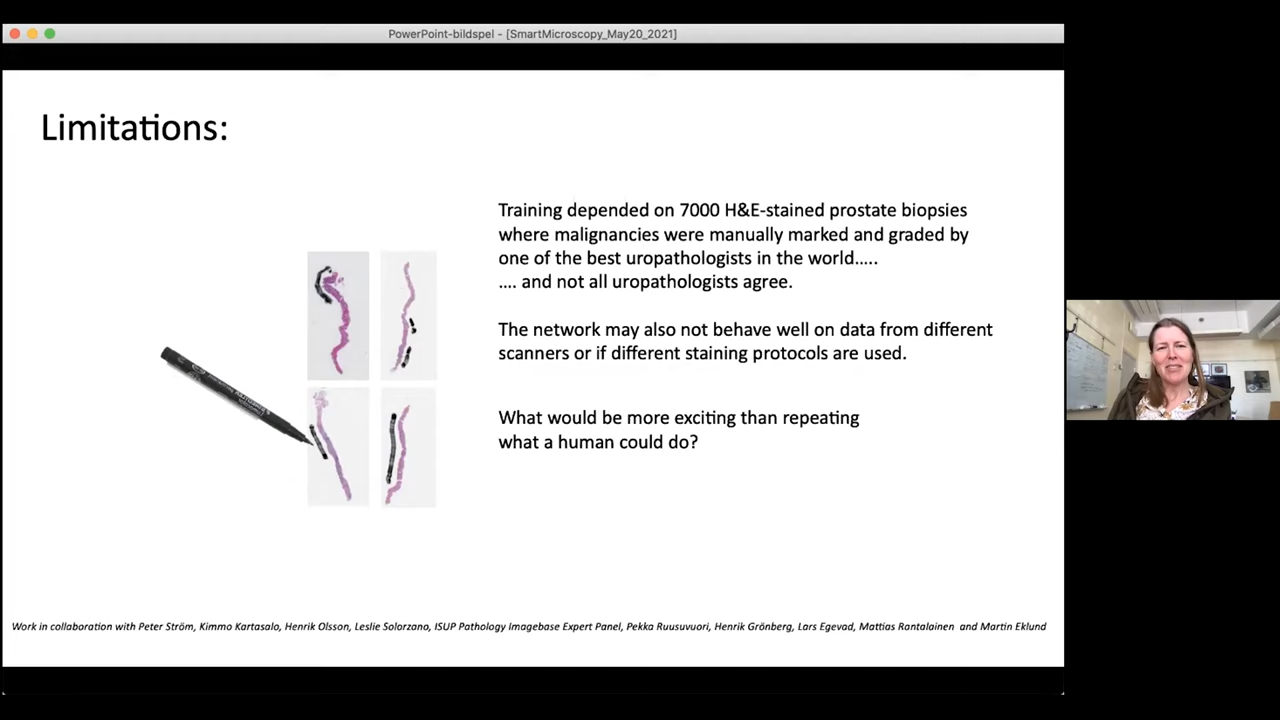 PowerPoint-bildspel - [SmartMicroscopy_May20_2021]
Limitations:
Training depended on 7000 H&E-stained prostate biopsies
where malignancies were manually marked and graded by
one of the best uropathologists in the world.....
.... and not all uropathologists agree.
The network may also not behave well on data from different
scanners or if different staining protocols are used.
What would be more exciting than repeating
what a human could do?
Work in collaboration with Peter Ström, Kimmo Kartasalo, Henrik Olsson, Leslie Solorzano, ISUP Pathology Imagebase Expert Panel, Pekka Ruusuvuori, Henrik Grönberg, Lars Egevad, Mattias Rantalainen and Martin Eklund